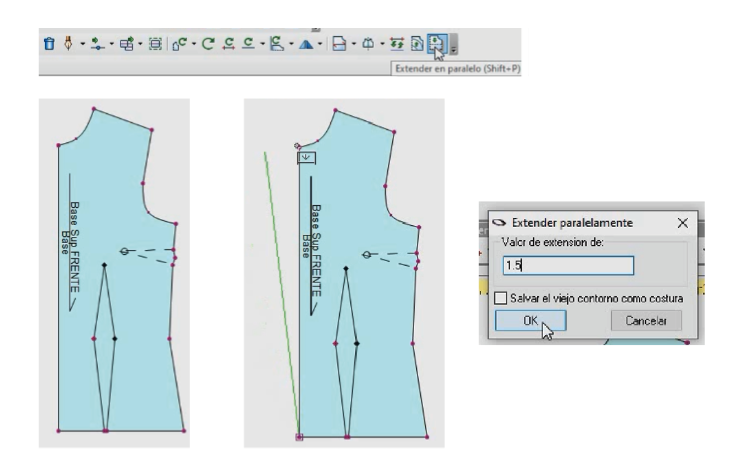 Extender en paralelo (Shift+P)
Base Sup FRENTE
Base
Base Sup FRENTE
Base
Extender paralelamente
Valor de extension de:
1.5
Salvar el viejo contorno como costura
OK
Cancelar